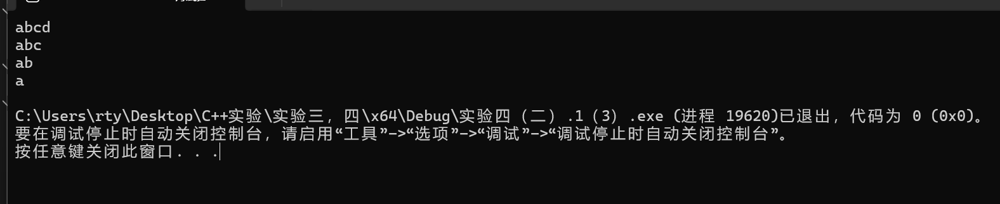 abcd
abc
ab
a
C:\Users\rty\Desktop\C++实验\实验三，四\x64\Debug\实验四（二）.1（3）.exe (进程 19620)已退出，代码为 0 (0x0)。
要在调试停止时自动关闭控制台，请启用“工具”->“选项”->“调试”->“调试停止时自动关闭控制台”。
按任意键关闭此窗口. . .